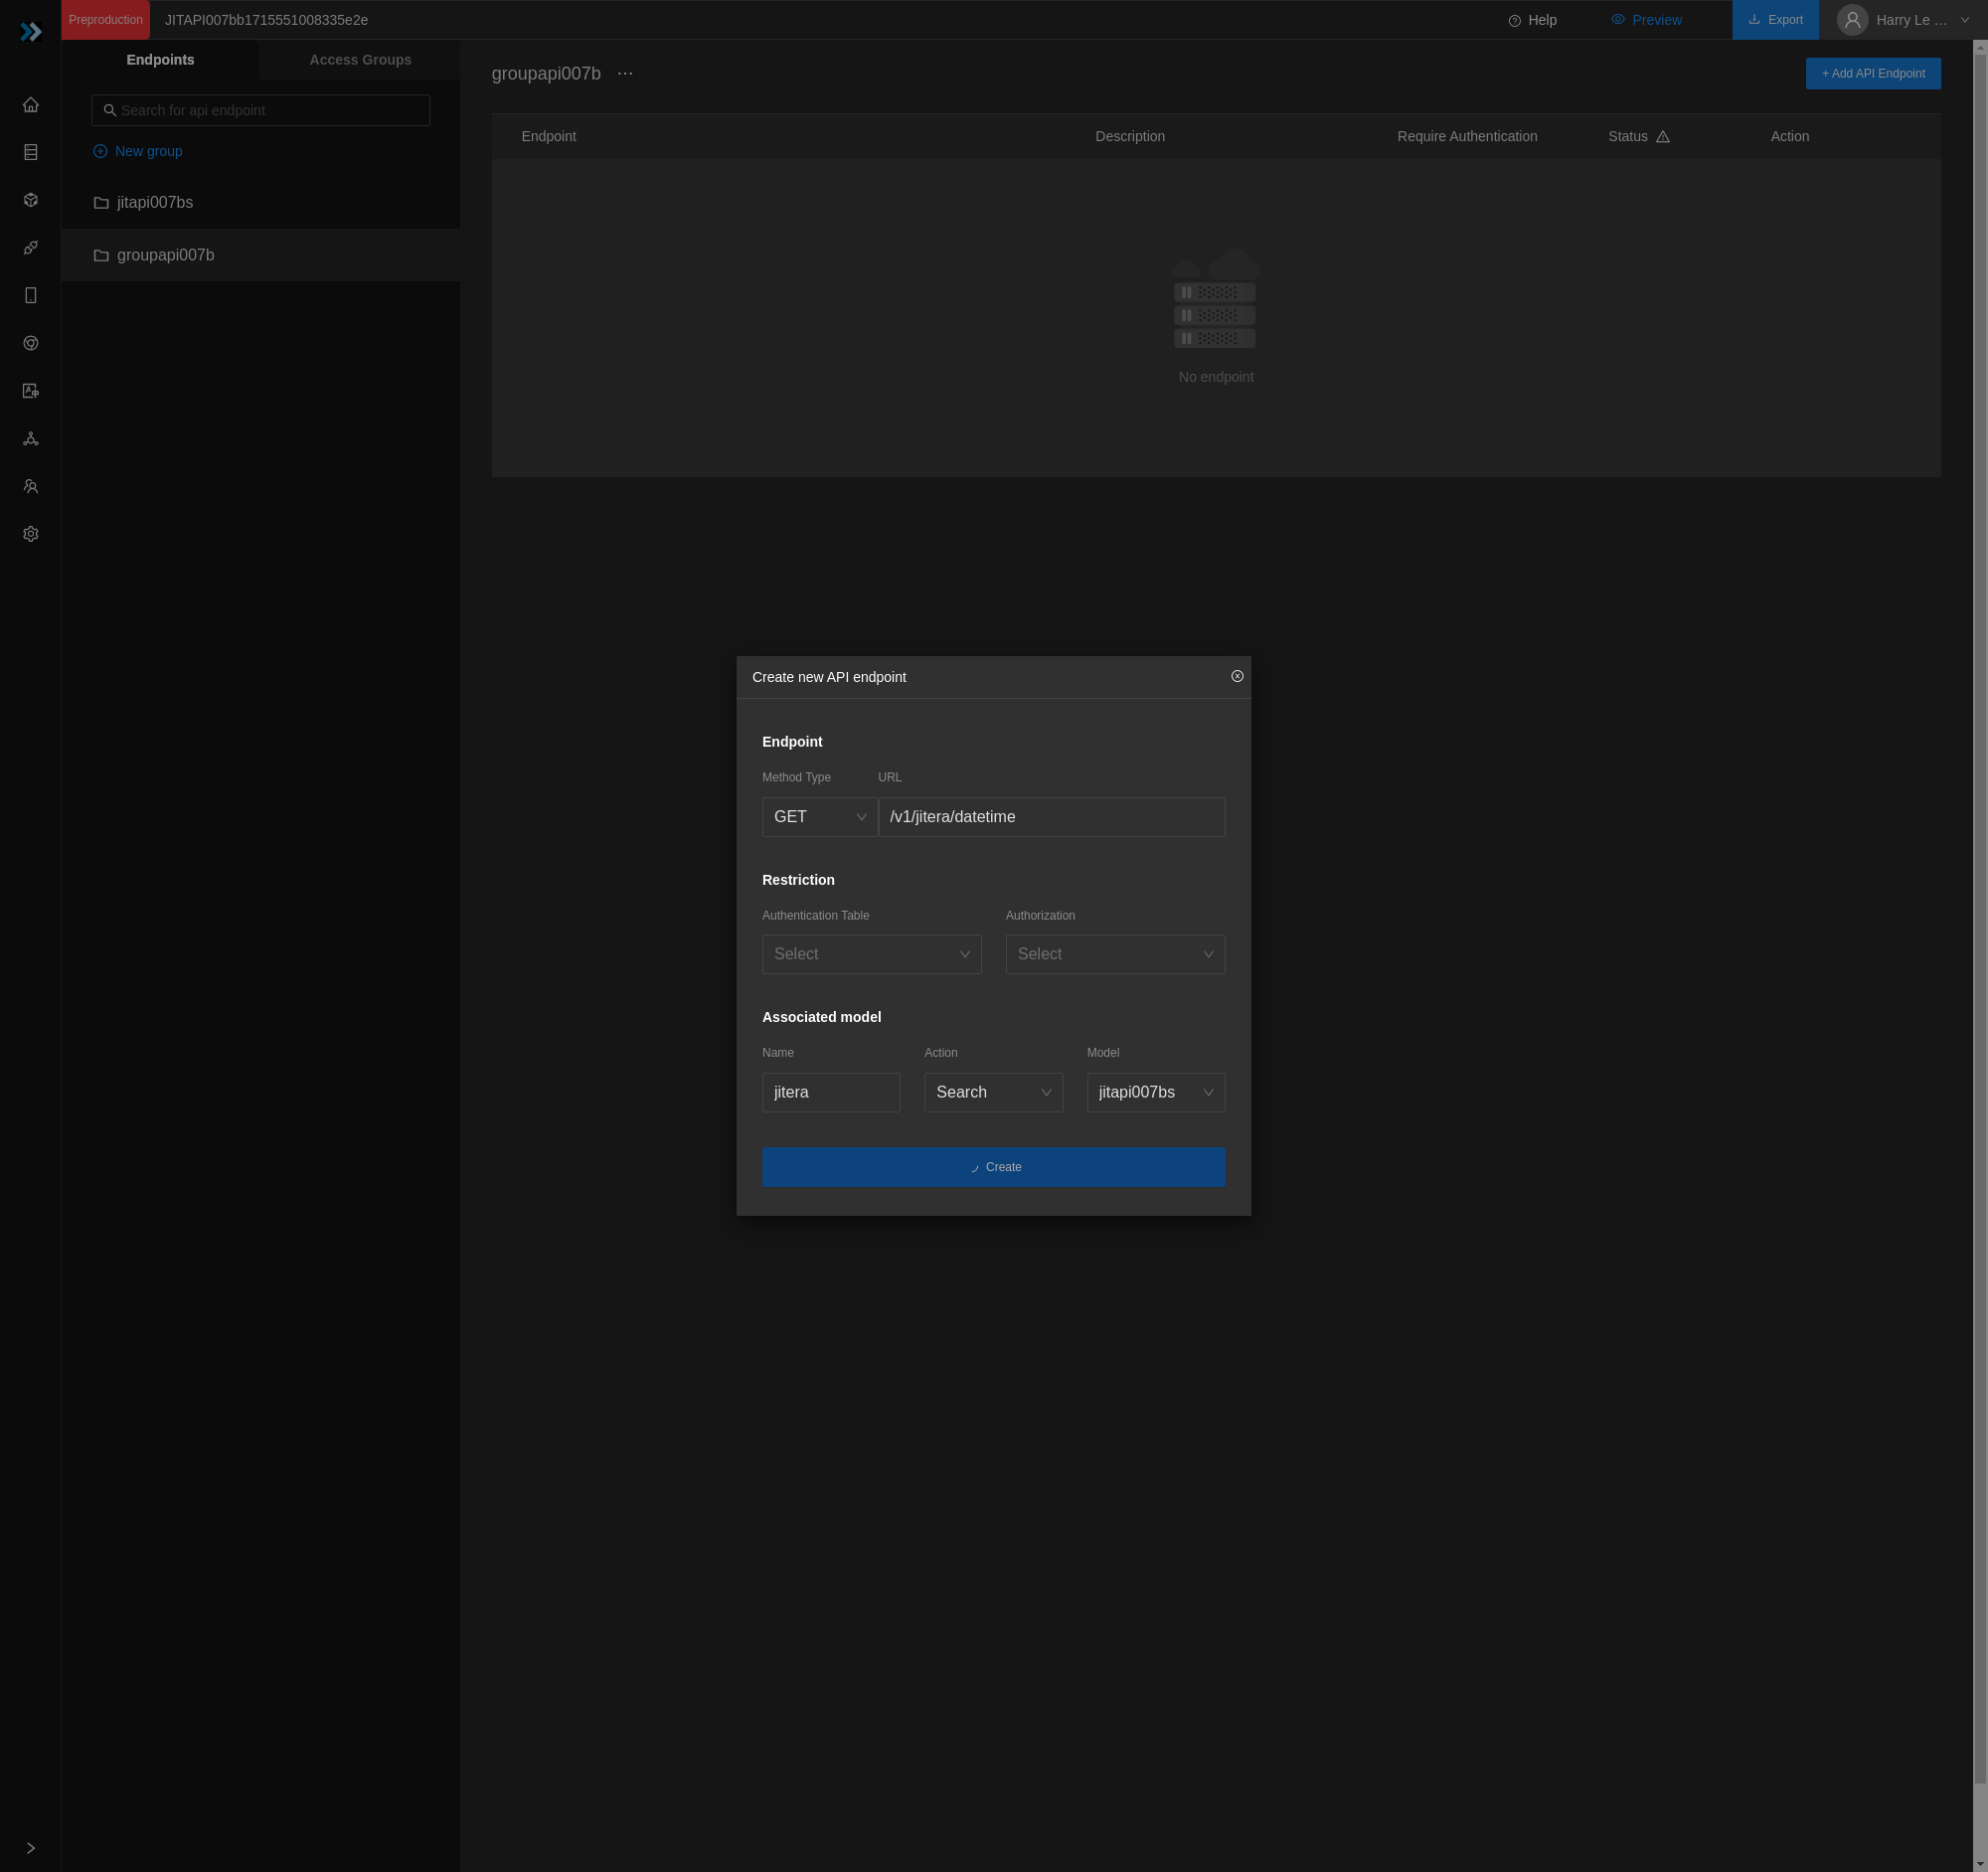 Preproduction JITAPI007bb1715551008335e2e Help Preview Export Harry Le ...
Endpoints Access Groups
Search for api endpoint
New group
jitapi007bs
groupapi007b
groupapi007b ...
+ Add API Endpoint
Endpoint Description Require Authentication Status Action
No endpoint
Create new API endpoint
Endpoint
Method Type URL
GET /v1/jitera/datetime
Restriction
Authentication Table Authorization
Select Select
Associated model
Name Action Model
jitera Search jitapi007bs
Create